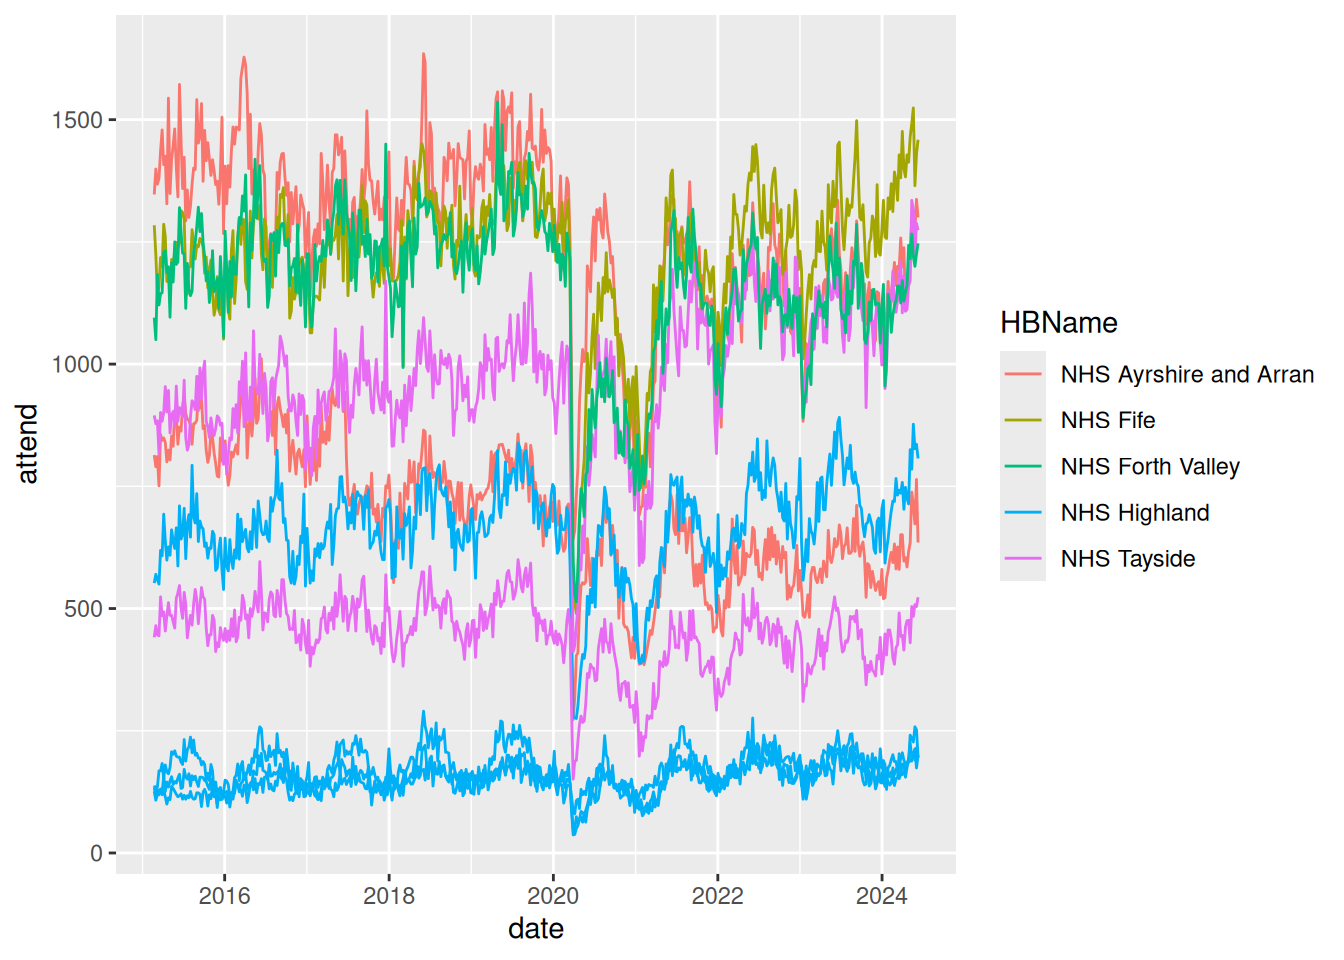 1500
1000
500
0
attend
2016 2018 2020 2022 2024
date
HBName
NHS Ayrshire and Arran
NHS Fife
NHS Forth Valley
NHS Highland
NHS Tayside